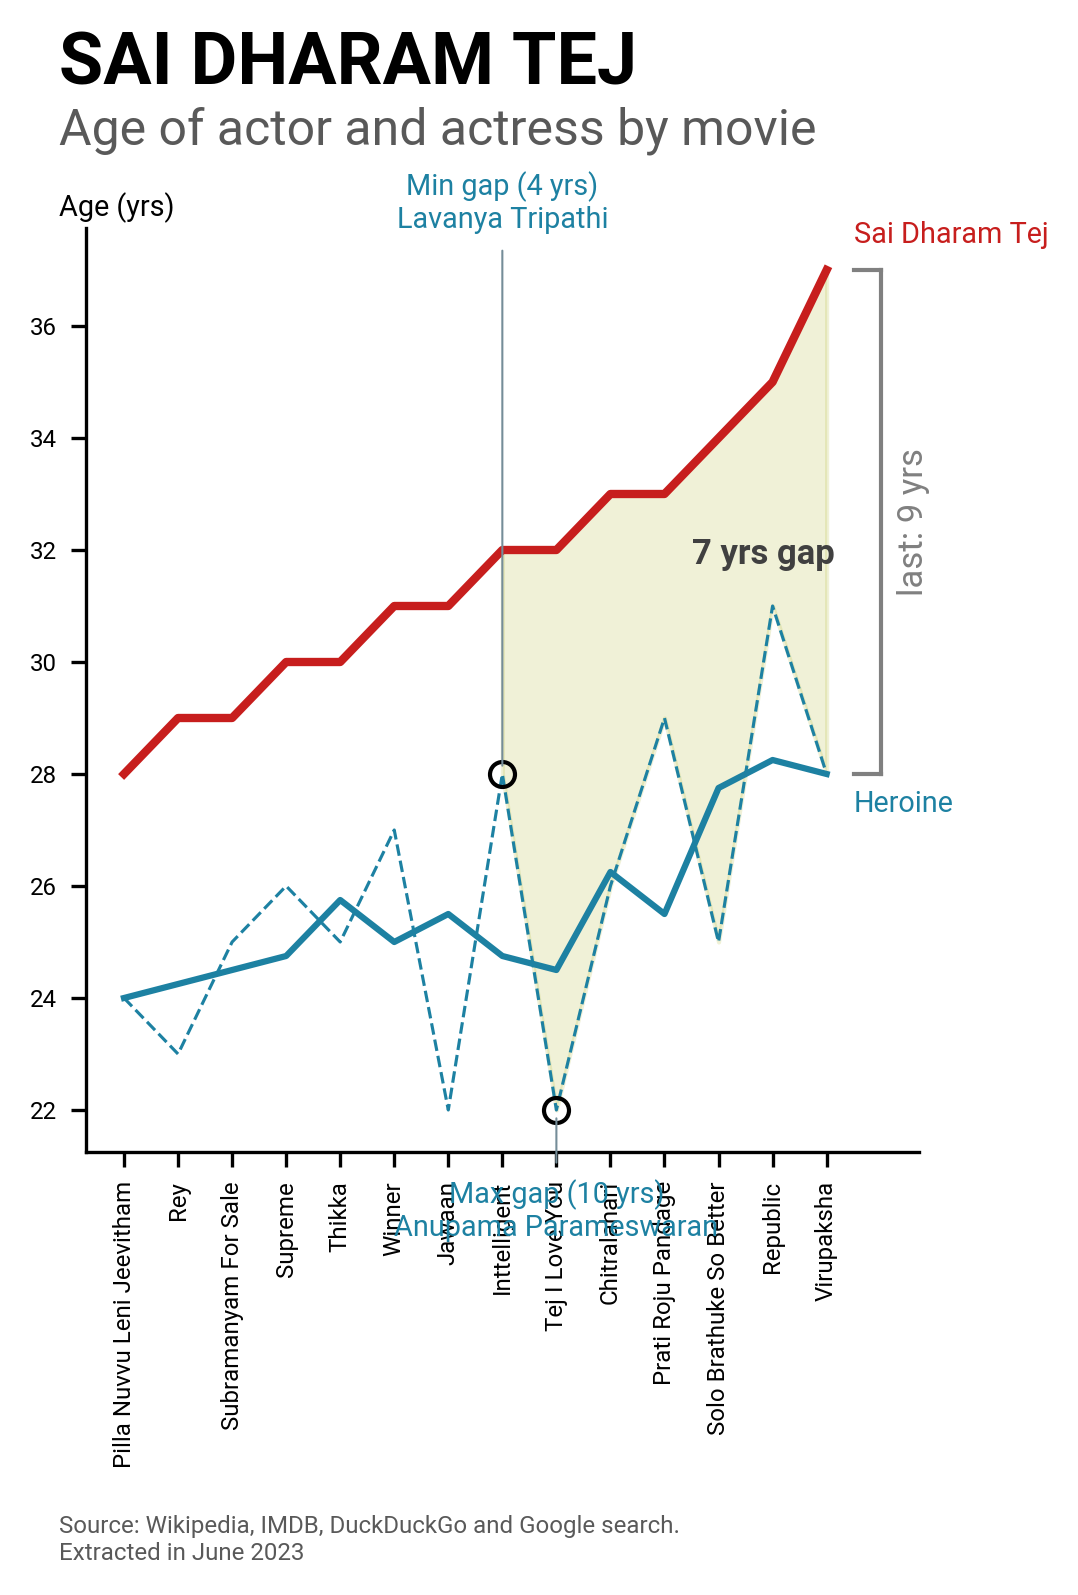 SAI DHARAM TEJ
Age of actor and actress by movie
Min gap (4 yrs)
Lavanya Tripathi
Age (yrs)
Sai Dharam Tej
36
34
32
30
28
26
24
22
7 yrs gap
last: 9 yrs
Heroine
Max gap (10 yrs)
Anupama Parameswaran
Pilla Nuvvu Leni Jeevitham
Rey
Subramanyam For Sale
Supreme
Thikka
Winner
Jawaan
Inttelligent
Tej I Love You
Chitralahari
Prati Roju Pandage
Solo Brathuke So Better
Republic
Virupaksha
Source: Wikipedia, IMDB, DuckDuckGo and Google search.
Extracted in June 2023